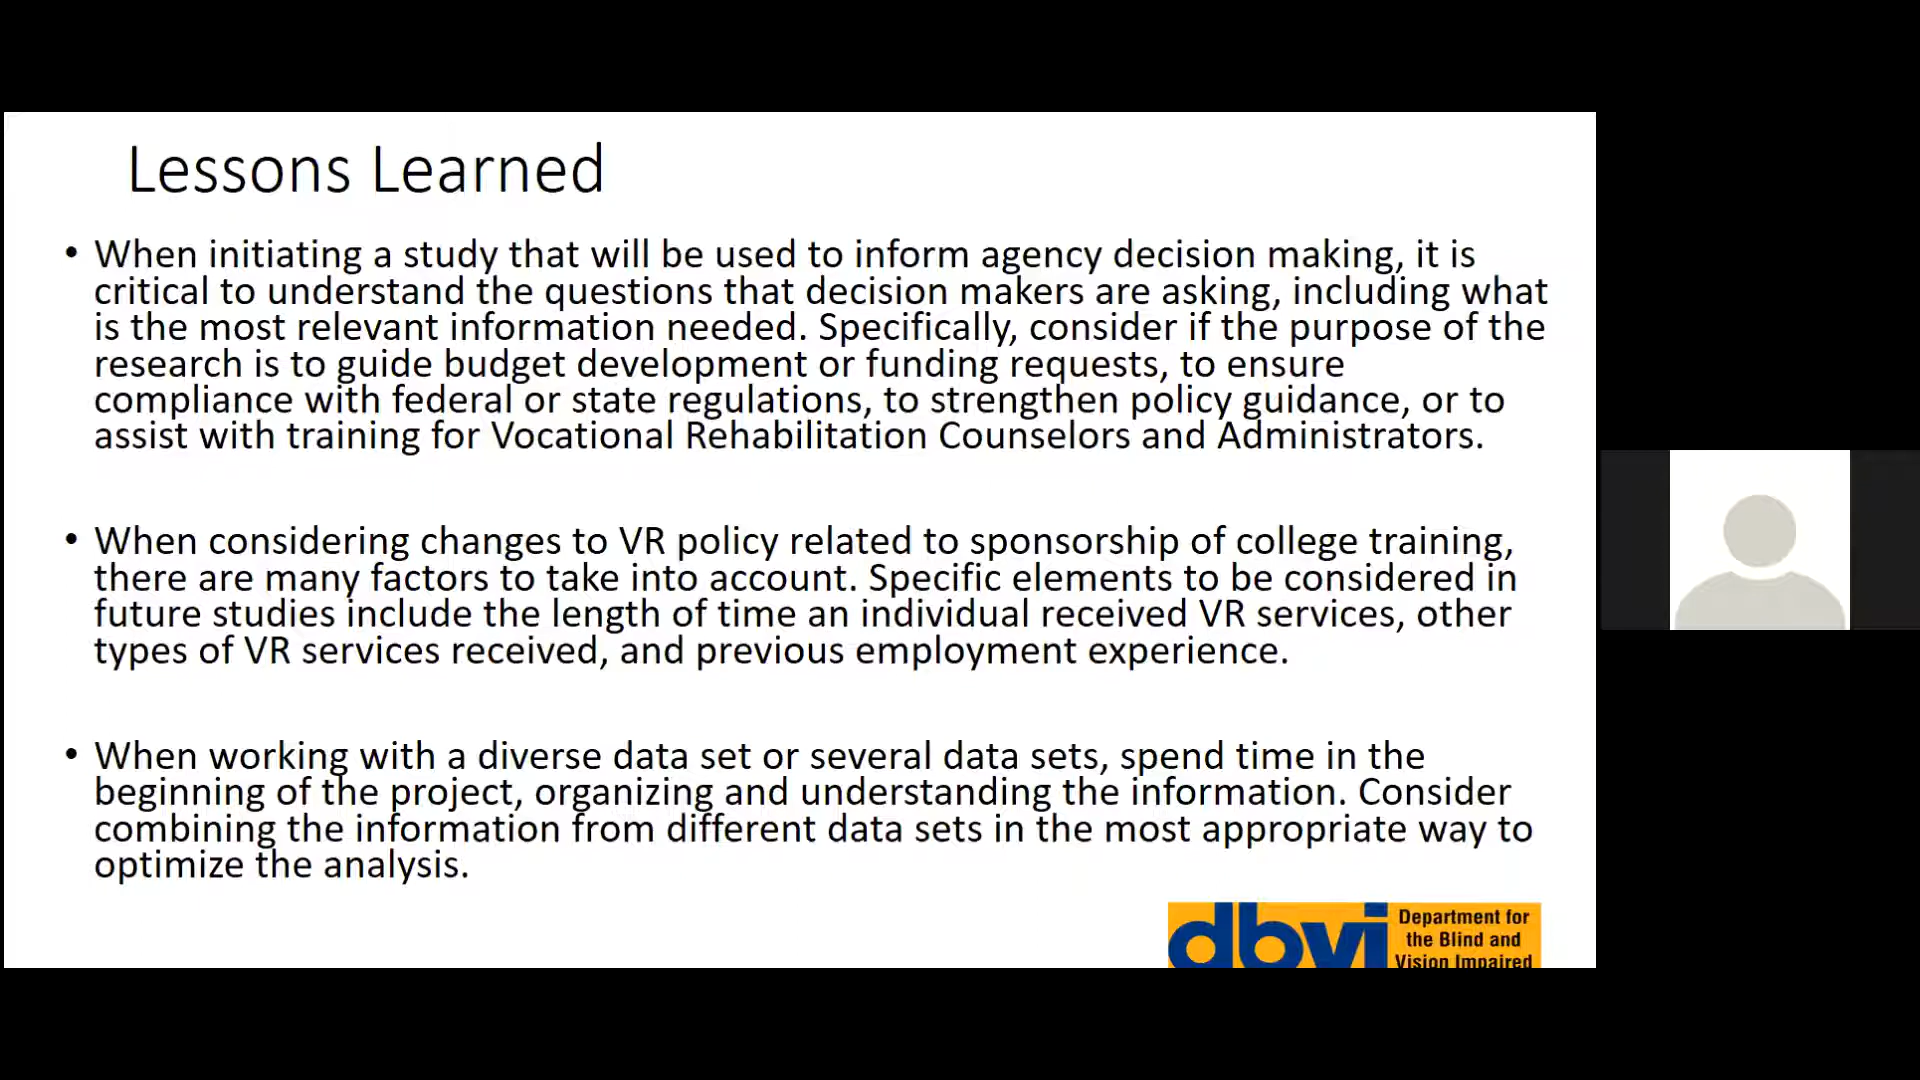 Lessons Learned
• When initiating a study that will be used to inform agency decision making, it is
critical to understand the questions that decision makers are asking, including what
is the most relevant information needed. Specifically, consider if the purpose of the
research is to guide budget development or funding requests, to ensure
compliance with federal or state regulations, to strengthen policy guidance, or to
assist with training for Vocational Rehabilitation Counselors and Administrators.
• When considering changes to VR policy related to sponsorship of college training,
there are many factors to take into account. Specific elements to be considered in
future studies include the length of time an individual received VR services, other
types of VR services received, and previous employment experience.
• When working with a diverse data set or several data sets, spend time in the
beginning of the project, organizing and understanding the information. Consider
combining the information from different data sets in the most appropriate way to
optimize the analysis.
dbvi
Department for
the Blind and
Vision Impaired